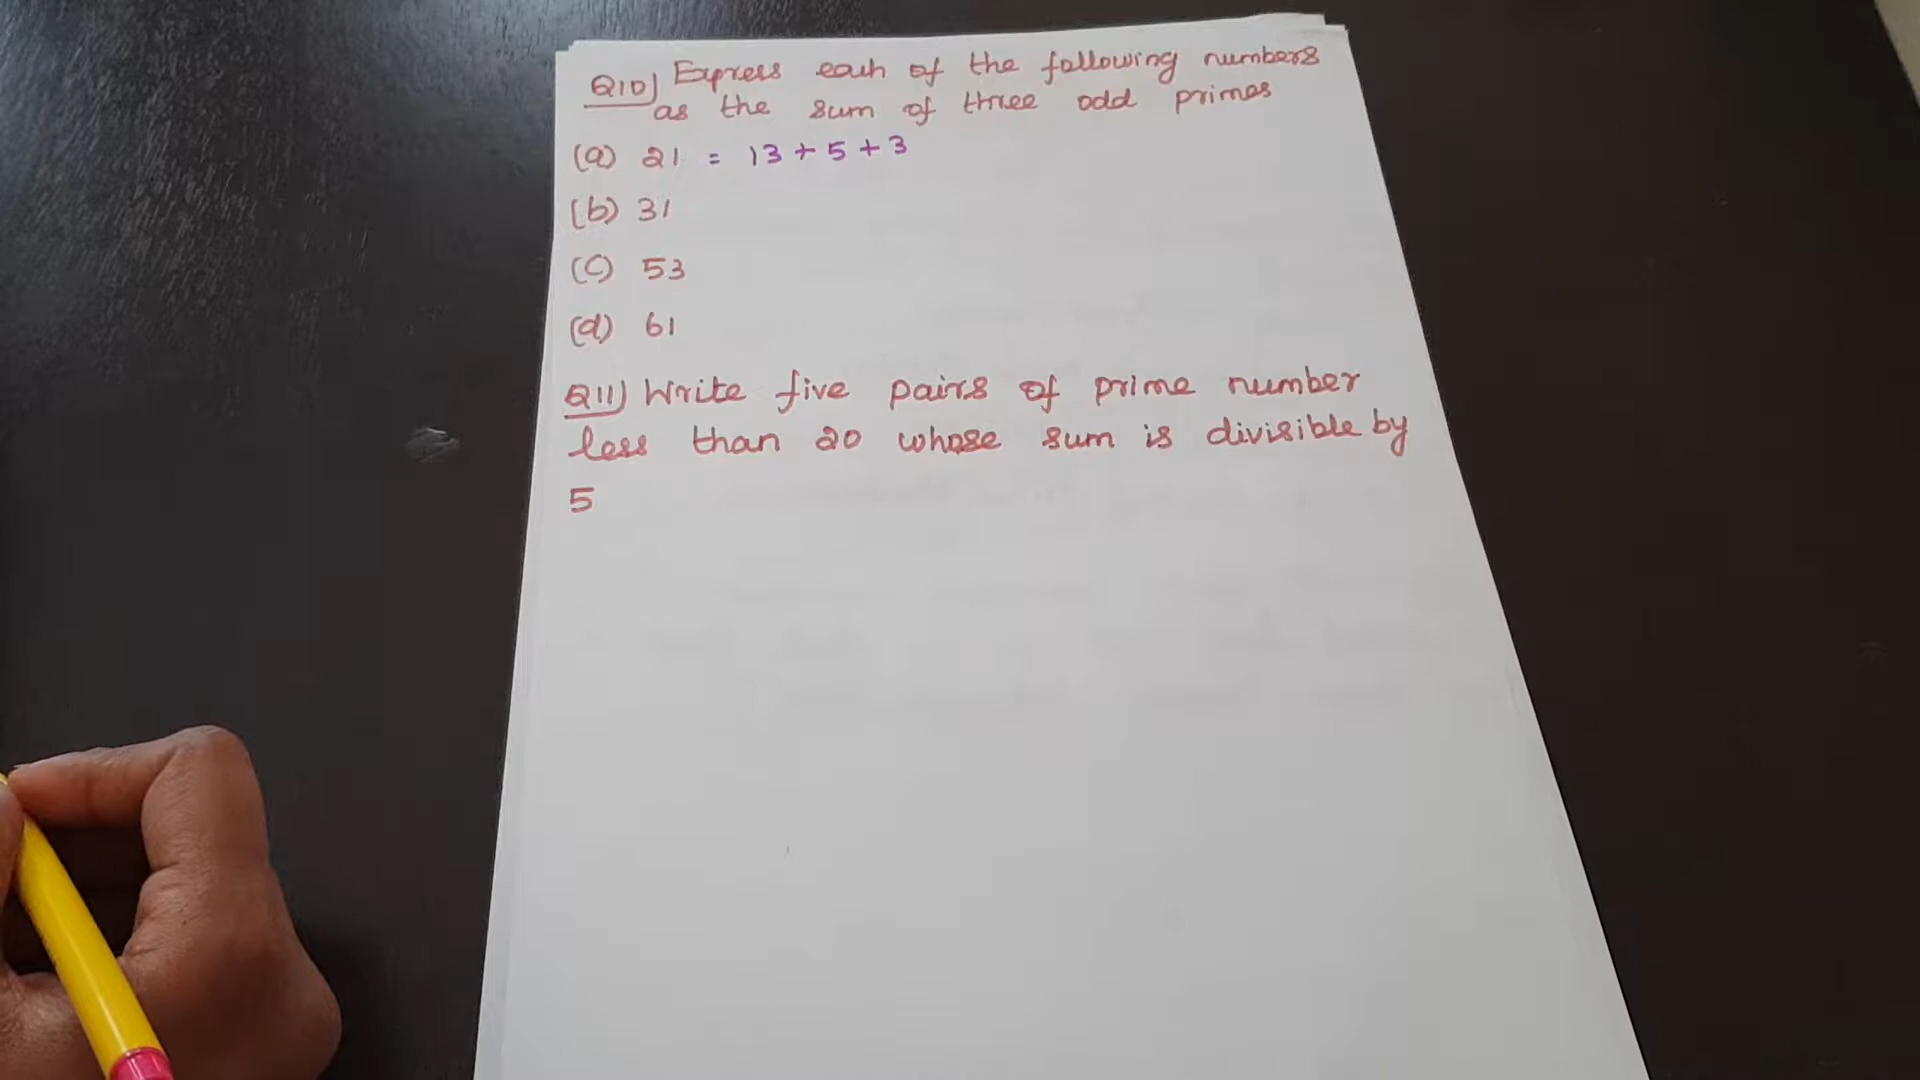 Q10) Express each of the following numbers
as the sum of three odd primes
(a) 21 = 13 + 5 + 3
(b) 31
(c) 53
(d) 61
Q11) Write five pairs of prime number
less than 20 whose sum is divisible by
5